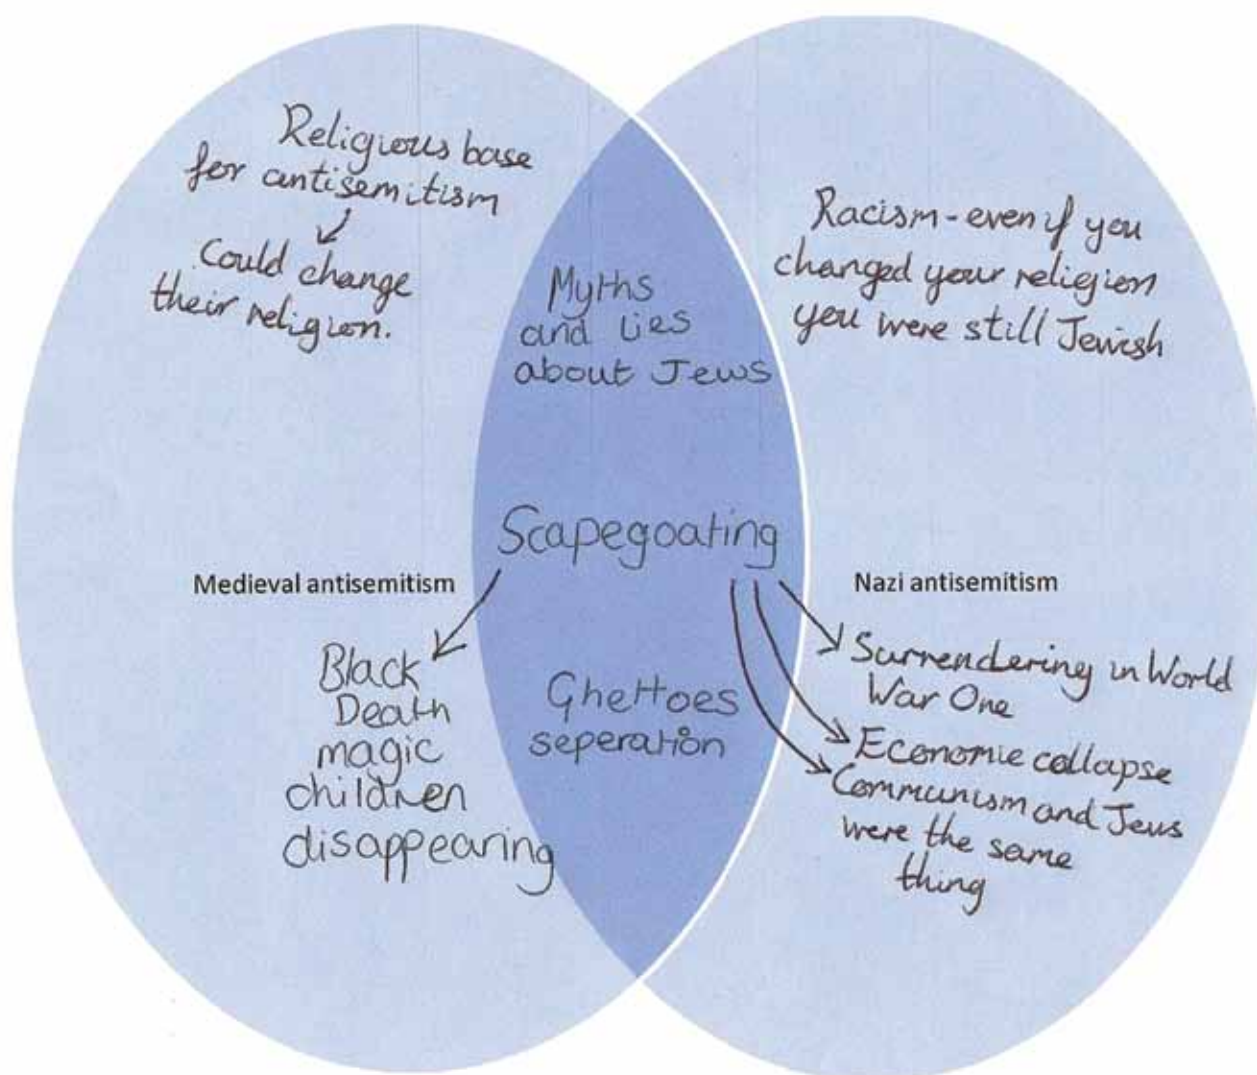 Religious base
for antisemitism
Could change
their religion.
Myths
and lies
about Jews
Racism - even if you
changed your religion
you were still Jewish
Scapegoating
Medieval antisemitism
Nazi antisemitism
Black
Death
magic
children
disappearing
Ghettoes
seperation
Surrendering in World
War One
Economic collapse
Communism and Jews
were the same
thing